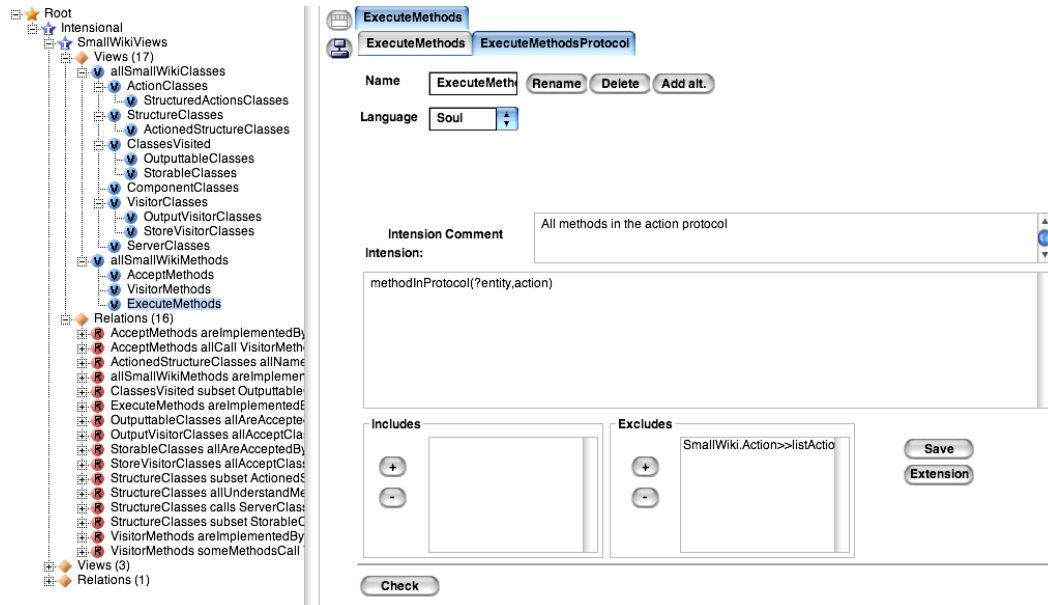 Root
Intensional
SmallWikiViews
Views (17)
allSmallWikiClasses
ActionClasses
StructuredActionsClasses
StructureClasses
ActionedStructureClasses
ClassesVisited
OutputtableClasses
StorableClasses
ComponentClasses
VisitorClasses
OutputVisitorClasses
StoreVisitorClasses
ServerClasses
allSmallWikiMethods
AcceptMethods
VisitorMethods
ExecuteMethods
Relations (16)
AcceptMethods areImplementedBy
AcceptMethods allCall VisitorMeth
ActionedStructureClasses allName
allSmallWikiMethods areImplemen
ClassesVisited subset Outputtable
ExecuteMethods areImplementedB
OutputtableClasses allAreAccepte
OutputVisitorClasses allAcceptCla
StorableClasses allAreAcceptedBy
StoreVisitorClasses allAcceptClas
StructureClasses subset ActionedS
StructureClasses allUnderstandMe
StructureClasses calls ServerClas
StructureClasses subset StorableC
VisitorMethods areImplementedBy
VisitorMethods someMethodsCall
Views (3)
Relations (1)
ExecuteMethods
ExecuteMethods ExecuteMethodsProtocol
Name ExecuteMeth Rename Delete Add alt.
Language Soul
Intension Comment All methods in the action protocol
Intension:
methodInProtocol(?entity,action)
Includes Excludes
SmallWiki.Action>>listActio
+ + Save
- - Extension
Check